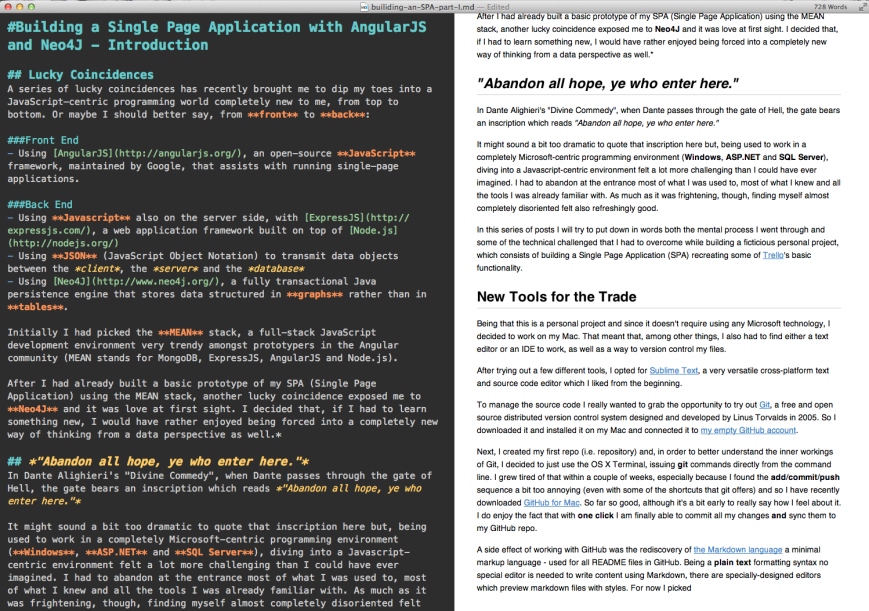 buiilding-an-SPA-part-I.md — Edited
728 Words
#Building a Single Page Application with AngularJS
and Neo4J - Introduction
## Lucky Coincidences
A series of lucky coincidences has recently brought me to dip my toes into a
JavaScript-centric programming world completely new to me, from top to
bottom. Or maybe I should better say, from **front** to **back**:
###Front End
- Using [AngularJS](http://angularjs.org/), an open-source **JavaScript**
framework, maintained by Google, that assists with running single-page
applications.
###Back End
- Using **Javascript** also on the server side, with [ExpressJS](http://
expressjs.com/), a web application framework built on top of [Node.js]
(http://nodejs.org/)
- Using **JSON** (JavaScript Object Notation) to transmit data objects
between the *client*, the *server* and the *database*
- Using [Neo4J](http://www.neo4j.org/), a fully transactional Java
persistence engine that stores data structured in **graphs** rather than in
**tables**.
Initially I had picked the **MEAN** stack, a full-stack JavaScript
development environment very trendy amongst prototypers in the Angular
community (MEAN stands for MongoDB, ExpressJS, AngularJS and Node.js).
After I had already built a basic prototype of my SPA (Single Page
Application) using the MEAN stack, another lucky coincidence exposed me to
**Neo4J** and it was love at first sight. I decided that, if I had to learn
something new, I would have rather enjoyed being forced into a completely new
way of thinking from a data perspective as well.*
## *"Abandon all hope, ye who enter here."*
In Dante Alighieri's "Divine Commedy", when Dante passes through the gate of
Hell, the gate bears an inscription which reads *"Abandon all hope, ye who
enter here."*
It might sound a bit too dramatic to quote that inscription here but, being
used to work in a completely Microsoft-centric programming environment
(**Windows**, **ASP.NET** and **SQL Server**), diving into a Javascript-
centric environment felt a lot more challenging than I could have ever
imagined. I had to abandon at the entrance most of what I was used to, most
of what I knew and all the tools I was already familiar with. As much as it
was frightening, though, finding myself almost completely disoriented felt
After I had already built a basic prototype of my SPA (Single Page Application) using the MEAN
stack, another lucky coincidence exposed me to Neo4J and it was love at first sight. I decided that,
if I had to learn something new, I would have rather enjoyed being forced into a completely new
way of thinking from a data perspective as well.*
"Abandon all hope, ye who enter here."
In Dante Alighieri's "Divine Commedy", when Dante passes through the gate of Hell, the gate bears
an inscription which reads "Abandon all hope, ye who enter here."
It might sound a bit too dramatic to quote that inscription here but, being used to work in a
completely Microsoft-centric programming environment (Windows, ASP.NET and SQL Server),
diving into a Javascript-centric environment felt a lot more challenging than I could have ever
imagined. I had to abandon at the entrance most of what I was used to, most of what I knew and all
the tools I was already familiar with. As much as it was frightening, though, finding myself almost
completely disoriented felt also refreshingly good.
In this series of posts I will try to put down in words both the mental process I went through and
some of the technical challenged that I had to overcome while building a ficticious personal project,
which consists of building a Single Page Application (SPA) recreating some of Trello's basic
functionality.
New Tools for the Trade
Being that this is a personal project and since it doesn't require using any Microsoft technology, I
decided to work on my Mac. That meant that, among other things, I also had to find either a text
editor or an IDE to work, as well as a way to version control my files.
After trying out a few different tools, I opted for Sublime Text, a very versatile cross-platform text
and source code editor which I liked from the beginning.
To manage the source code I really wanted to grab the opportunity to try out Git, a free and open
source distributed version control system designed and developed by Linus Torvalds in 2005. So I
downloaded it and installed it on my Mac and connected it to my empty GitHub account.
Next, I created my first repo (i.e. repository) and, in order to better understand the inner workings
of Git, I decided to just use the OS X Terminal, issuing git commands directly from the command
line. I grew tired of that within a couple of weeks, especially because I found the add/commit/push
sequence a bit too annoying (even with some of the shortcuts that git offers) and so I have recently
downloaded GitHub for Mac. So far so good, although it's a bit early to really say how I feel about it.
I do enjoy the fact that with one click I am finally able to commit all my changes and sync them to
my GitHub repo.
A side effect of working with GitHub was the rediscovery of the Markdown language a minimal
markup language - used for all README files in GitHub. Being a plain text formatting syntax no
special editor is needed to write content using Markdown, there are specially-designed editors
which preview markdown files with styles. For now I picked